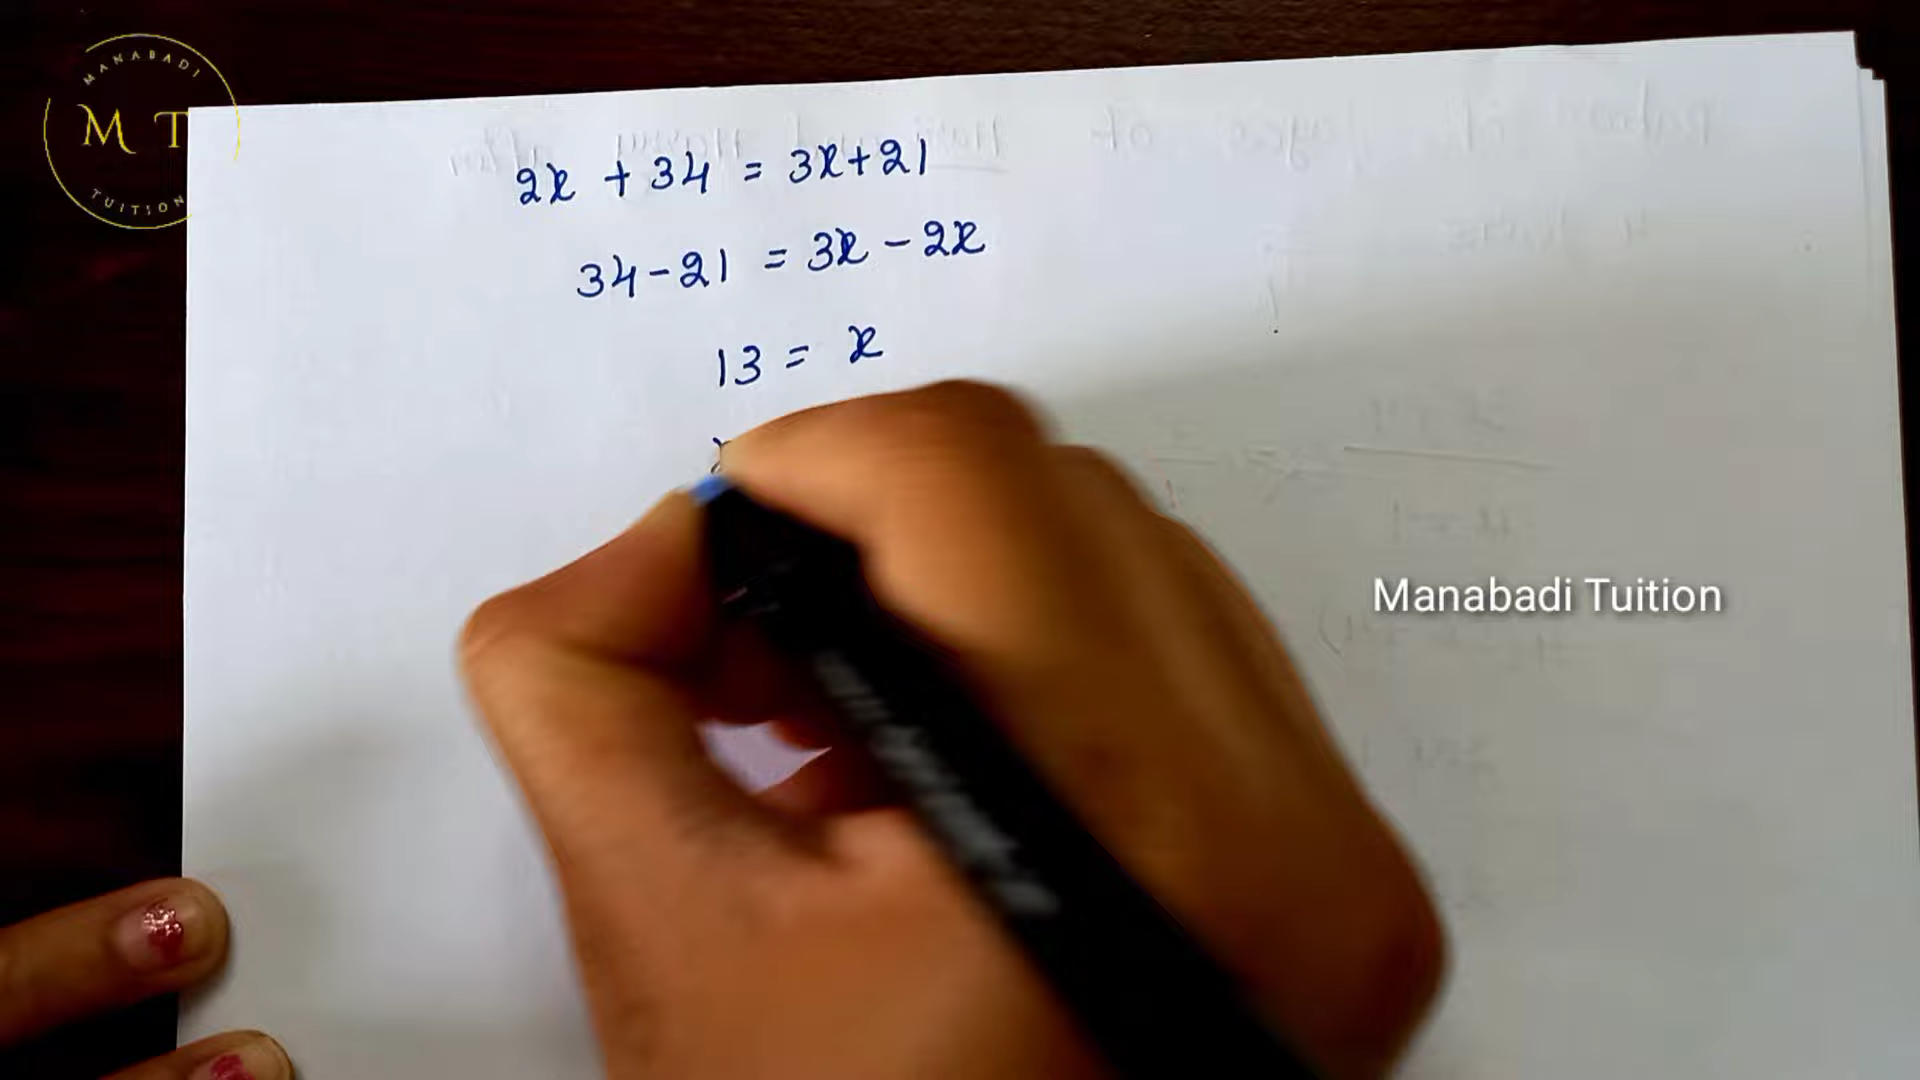 MANABADI
M T
TUITION
2x + 34 = 3x+21
34-21 = 3x - 2x
13 = x
Manabadi Tuition